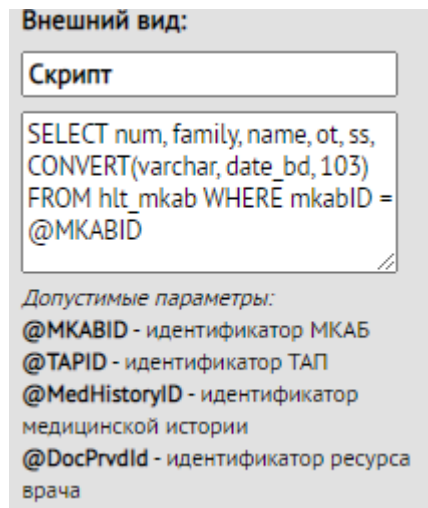 Внешний вид:
Скрипт
SELECT num, family, name, ot, ss,
CONVERT(varchar, date_bd, 103)
FROM hlt_mkab WHERE mkabID =
@MKABID
Допустимые параметры:
@MKABID - идентификатор МКАБ
@TAPID - идентификатор ТАП
@MedHistoryID - идентификатор
медицинской истории
@DocPrvdId - идентификатор ресурса
врача